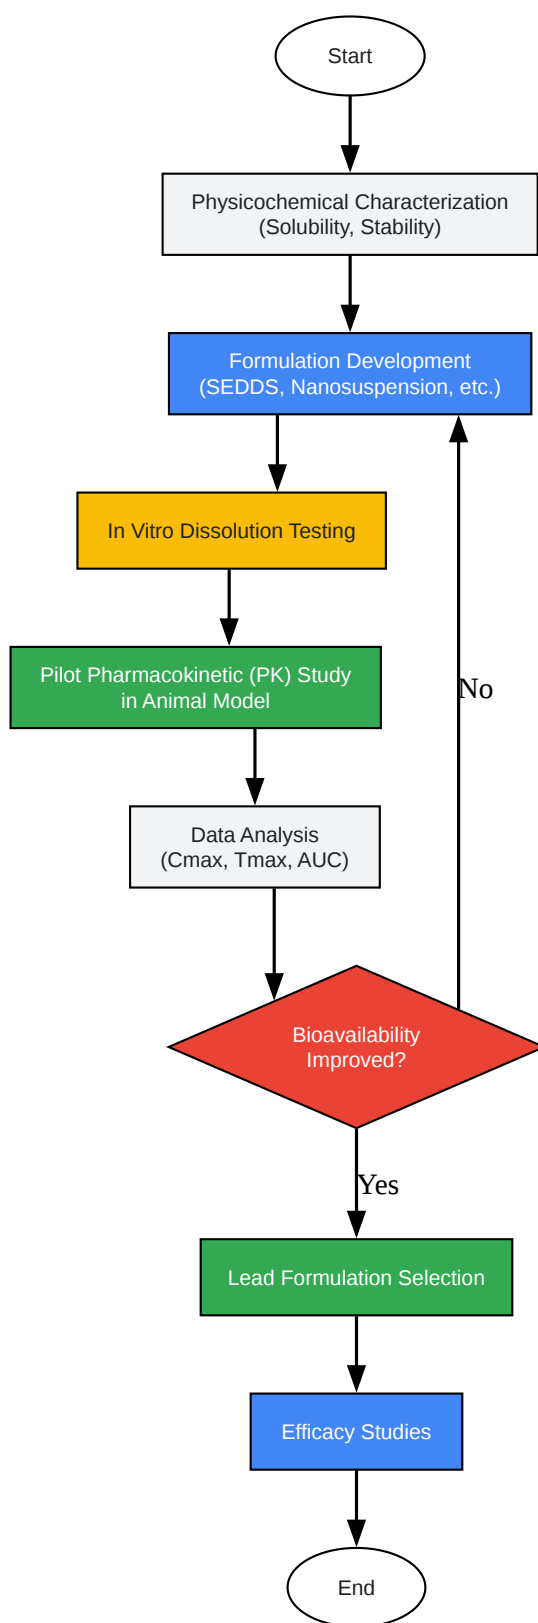 Start
Physicochemical Characterization
(Solubility, Stability)
Formulation Development
(SEDDS, Nanosuspension, etc.)
In Vitro Dissolution Testing
Pilot Pharmacokinetic (PK) Study
in Animal Model
No
Data Analysis
(Cmax, Tmax, AUC)
Bioavailability
Improved?
Yes
Lead Formulation Selection
Efficacy Studies
End